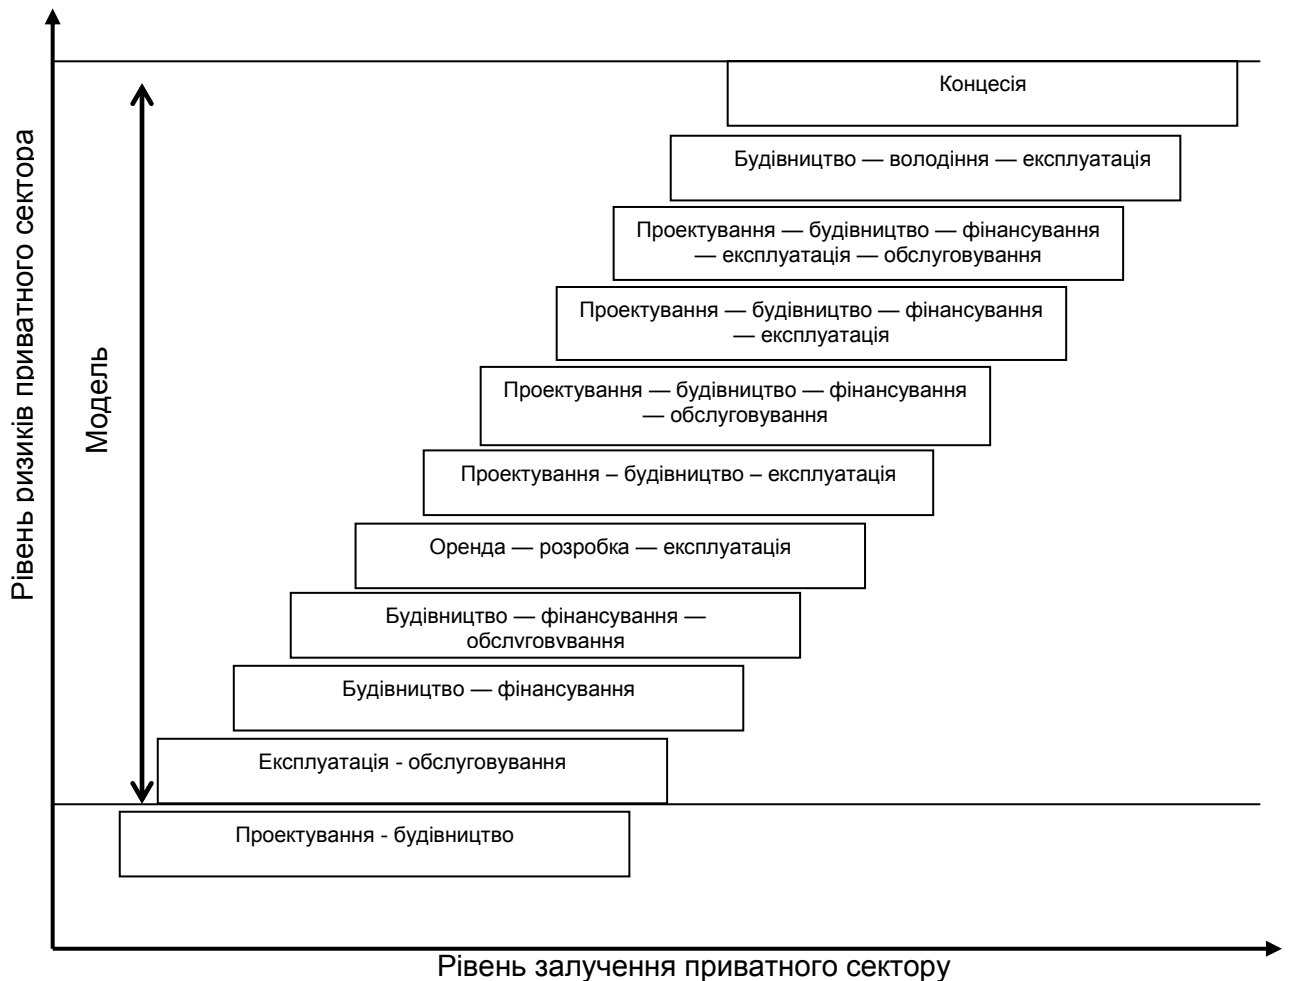 Рівень ризиків приватного сектора
Модель
Концесія
Будівництво — володіння — експлуатація
Проектування — будівництво — фінансування
— експлуатація — обслуговування
Проектування — будівництво — фінансування
— експлуатація
Проектування — будівництво — фінансування
— обслуговування
Проектування – будівництво – експлуатація
Оренда — розробка — експлуатація
Будівництво — фінансування —
обслуговування
Будівництво — фінансування
Експлуатація - обслуговування
Проектування - будівництво
Рівень залучення приватного сектору